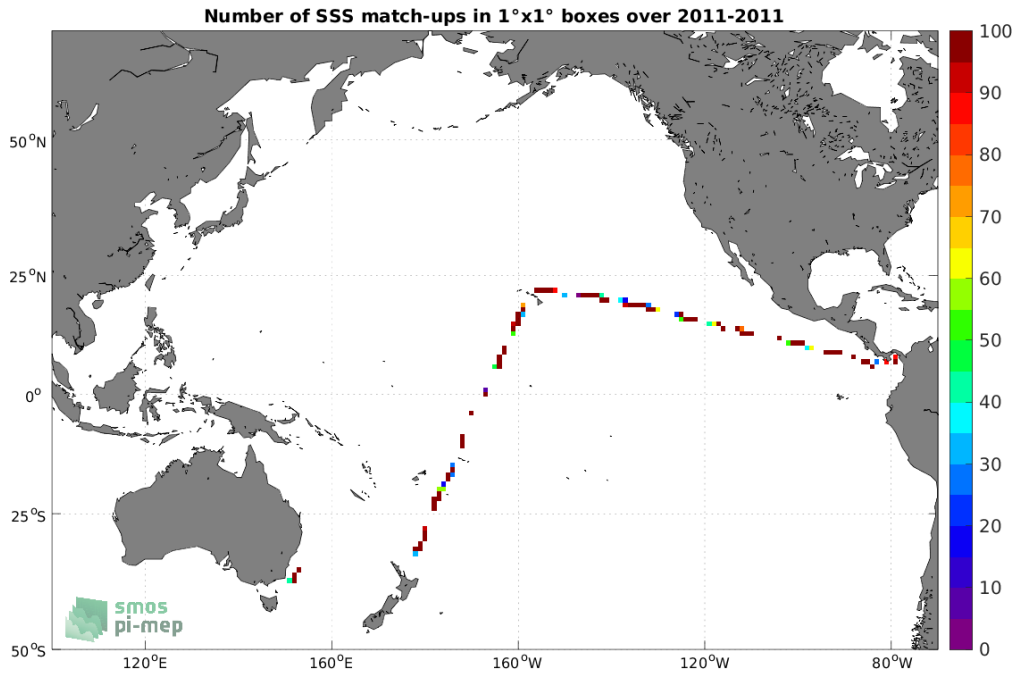 Number of SSS match-ups in 1°x1° boxes over 2011-2011
100
90
80
70
60
50
40
30
20
10
0
50°N
25°N
0°
25°S
50°S
120°E
160°E
160°W
120°W
80°W
smos
pi-mep